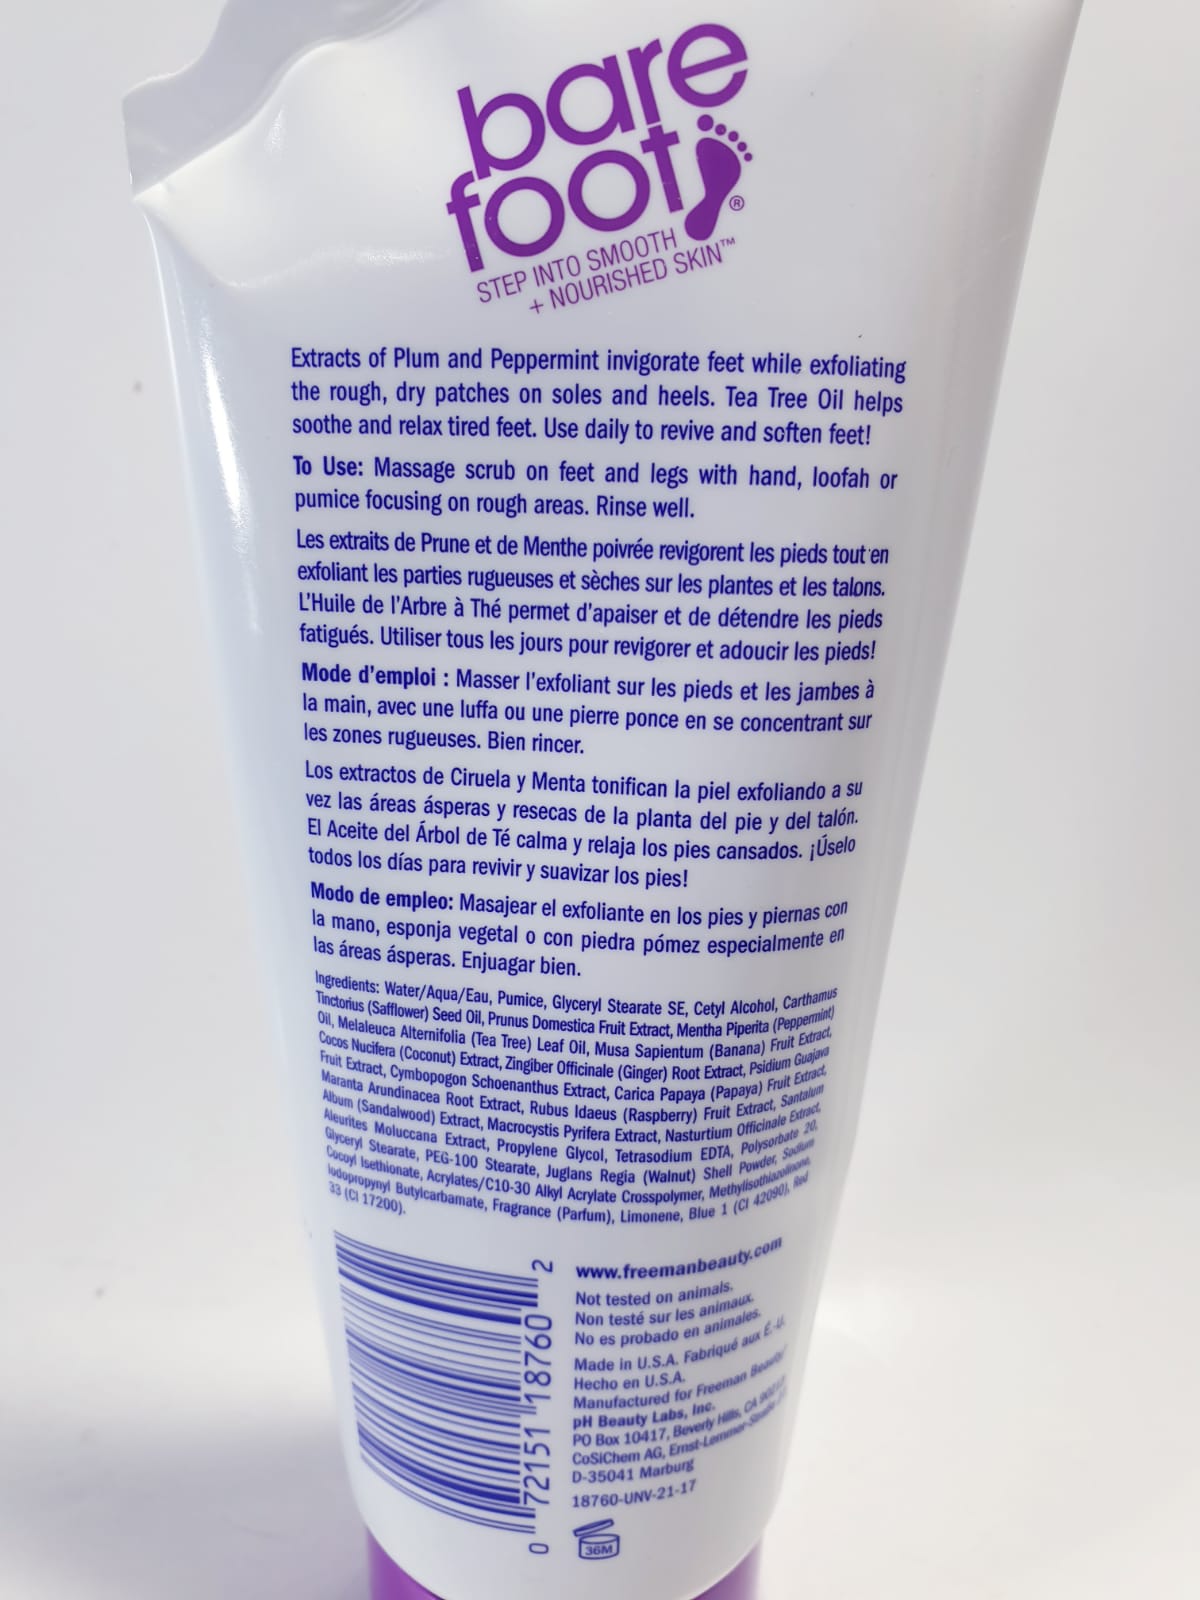 bare
foot®
STEP INTO SMOOTH
+ NOURISHED SKIN™
Extracts of Plum and Peppermint invigorate feet while exfoliating
the rough, dry patches on soles and heels. Tea Tree Oil helps
soothe and relax tired feet. Use daily to revive and soften feet!
To Use: Massage scrub on feet and legs with hand, loofah or
pumice focusing on rough areas. Rinse well.
Les extraits de Prune et de Menthe poivrée revigorent les pieds tout en
exfoliant les parties rugueuses et sèches sur les plantes et les talons.
L'Huile de l'Arbre à Thé permet d'apaiser et de détendre les pieds
fatigués. Utiliser tous les jours pour revigorer et adoucir les pieds!
Mode d'emploi : Masser l'exfoliant sur les pieds et les jambes à
la main, avec une luffa ou une pierre ponce en se concentrant sur
les zones rugueuses. Bien rincer.
Los extractos de Ciruela y Menta tonifican la piel exfoliando a su
vez las áreas ásperas y resecas de la planta del pie y del talón.
El Aceite del Árbol de Té calma y relaja los pies cansados. ¡Úselo
todos los días para revivir y suavizar los pies!
Modo de empleo: Masajear el exfoliante en los pies y piernas con
la mano, esponja vegetal o con piedra pómez especialmente en
las áreas ásperas. Enjuagar bien.
Ingredients: Water/Aqua/Eau, Pumice, Glyceryl Stearate SE, Cetyl Alcohol, Carthamus
Tinctorius (Safflower) Seed Oil, Prunus Domestica Fruit Extract, Mentha Piperita (Peppermint)
Oil, Melaleuca Alternifolia (Tea Tree) Leaf Oil, Musa Sapientum (Banana) Fruit Extract,
Cocos Nucifera (Coconut) Extract, Zingiber Officinale (Ginger) Root Extract, Psidium Guajava
Fruit Extract, Cymbopogon Schoenanthus Extract, Carica Papaya (Papaya) Fruit Extract,
Maranta Arundinacea Root Extract, Rubus Idaeus (Raspberry) Fruit Extract, Santalum
Album (Sandalwood) Extract, Macrocystis Pyrifera Extract, Nasturtium Officinale Extract,
Aleurites Moluccana Extract, Propylene Glycol, Tetrasodium EDTA, Polysorbate 20,
Glyceryl Stearate, PEG-100 Stearate, Juglans Regia (Walnut) Shell Powder, Sodium
Cocoyl Isethionate, Acrylates/C10-30 Alkyl Acrylate Crosspolymer, Methylisothiazolinone,
Iodopropynyl Butylcarbamate, Fragrance (Parfum), Limonene, Blue 1 (CI 42090), Red
33 (CI 17200).
0 72151 18760 2
www.freemanbeauty.com
Not tested on animals.
Non testé sur les animaux.
No es probado en animales.
Made in U.S.A. Fabriqué aux É.-U.
Hecho en U.S.A.
Manufactured for Freeman Beauty/
pH Beauty Labs, Inc.
PO Box 10417, Beverly Hills, CA
CoSiChem AG, Ernst-Lemmer-Straße
D-35041 Marburg
18760-UNV-21-17
36M